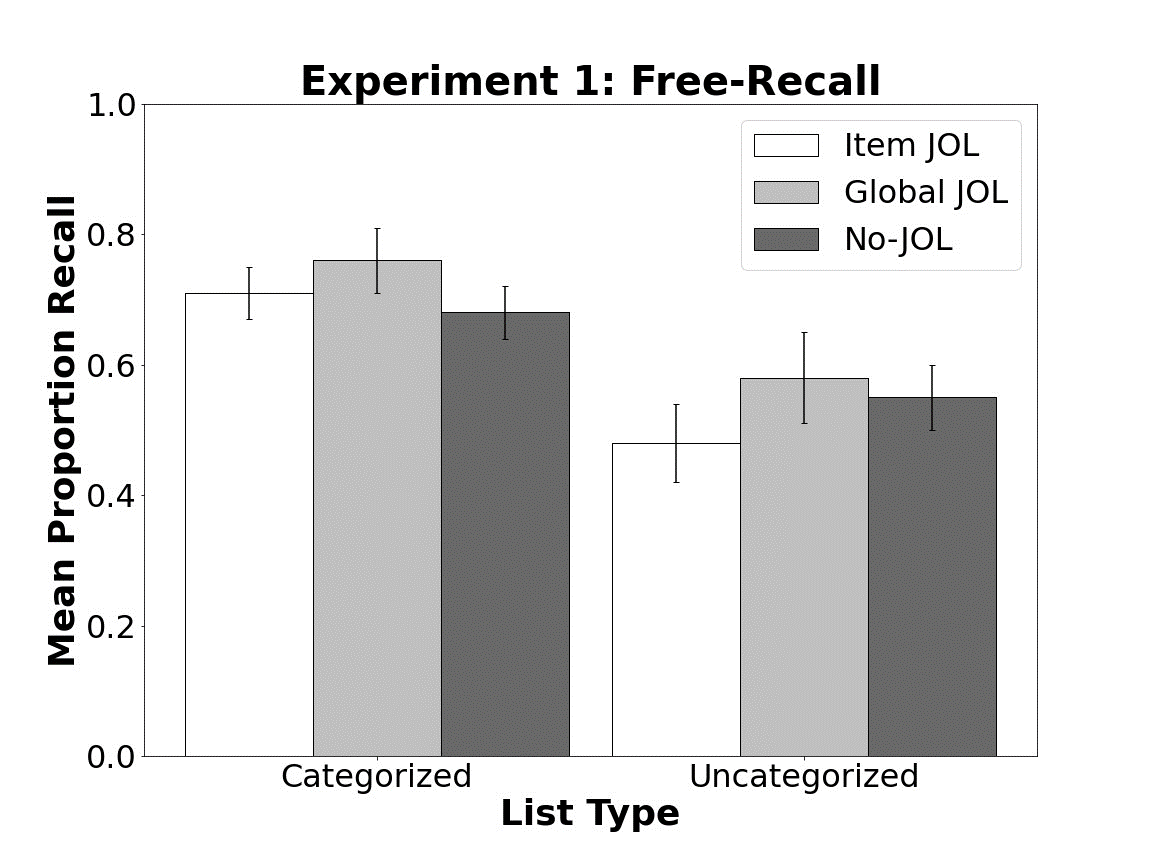 Experiment 1: Free-Recall
1.0
0.8
0.6
0.4
0.2
0.0
Mean Proportion Recall
Item JOL
Global JOL
No-JOL
Categorized
Uncategorized
List Type